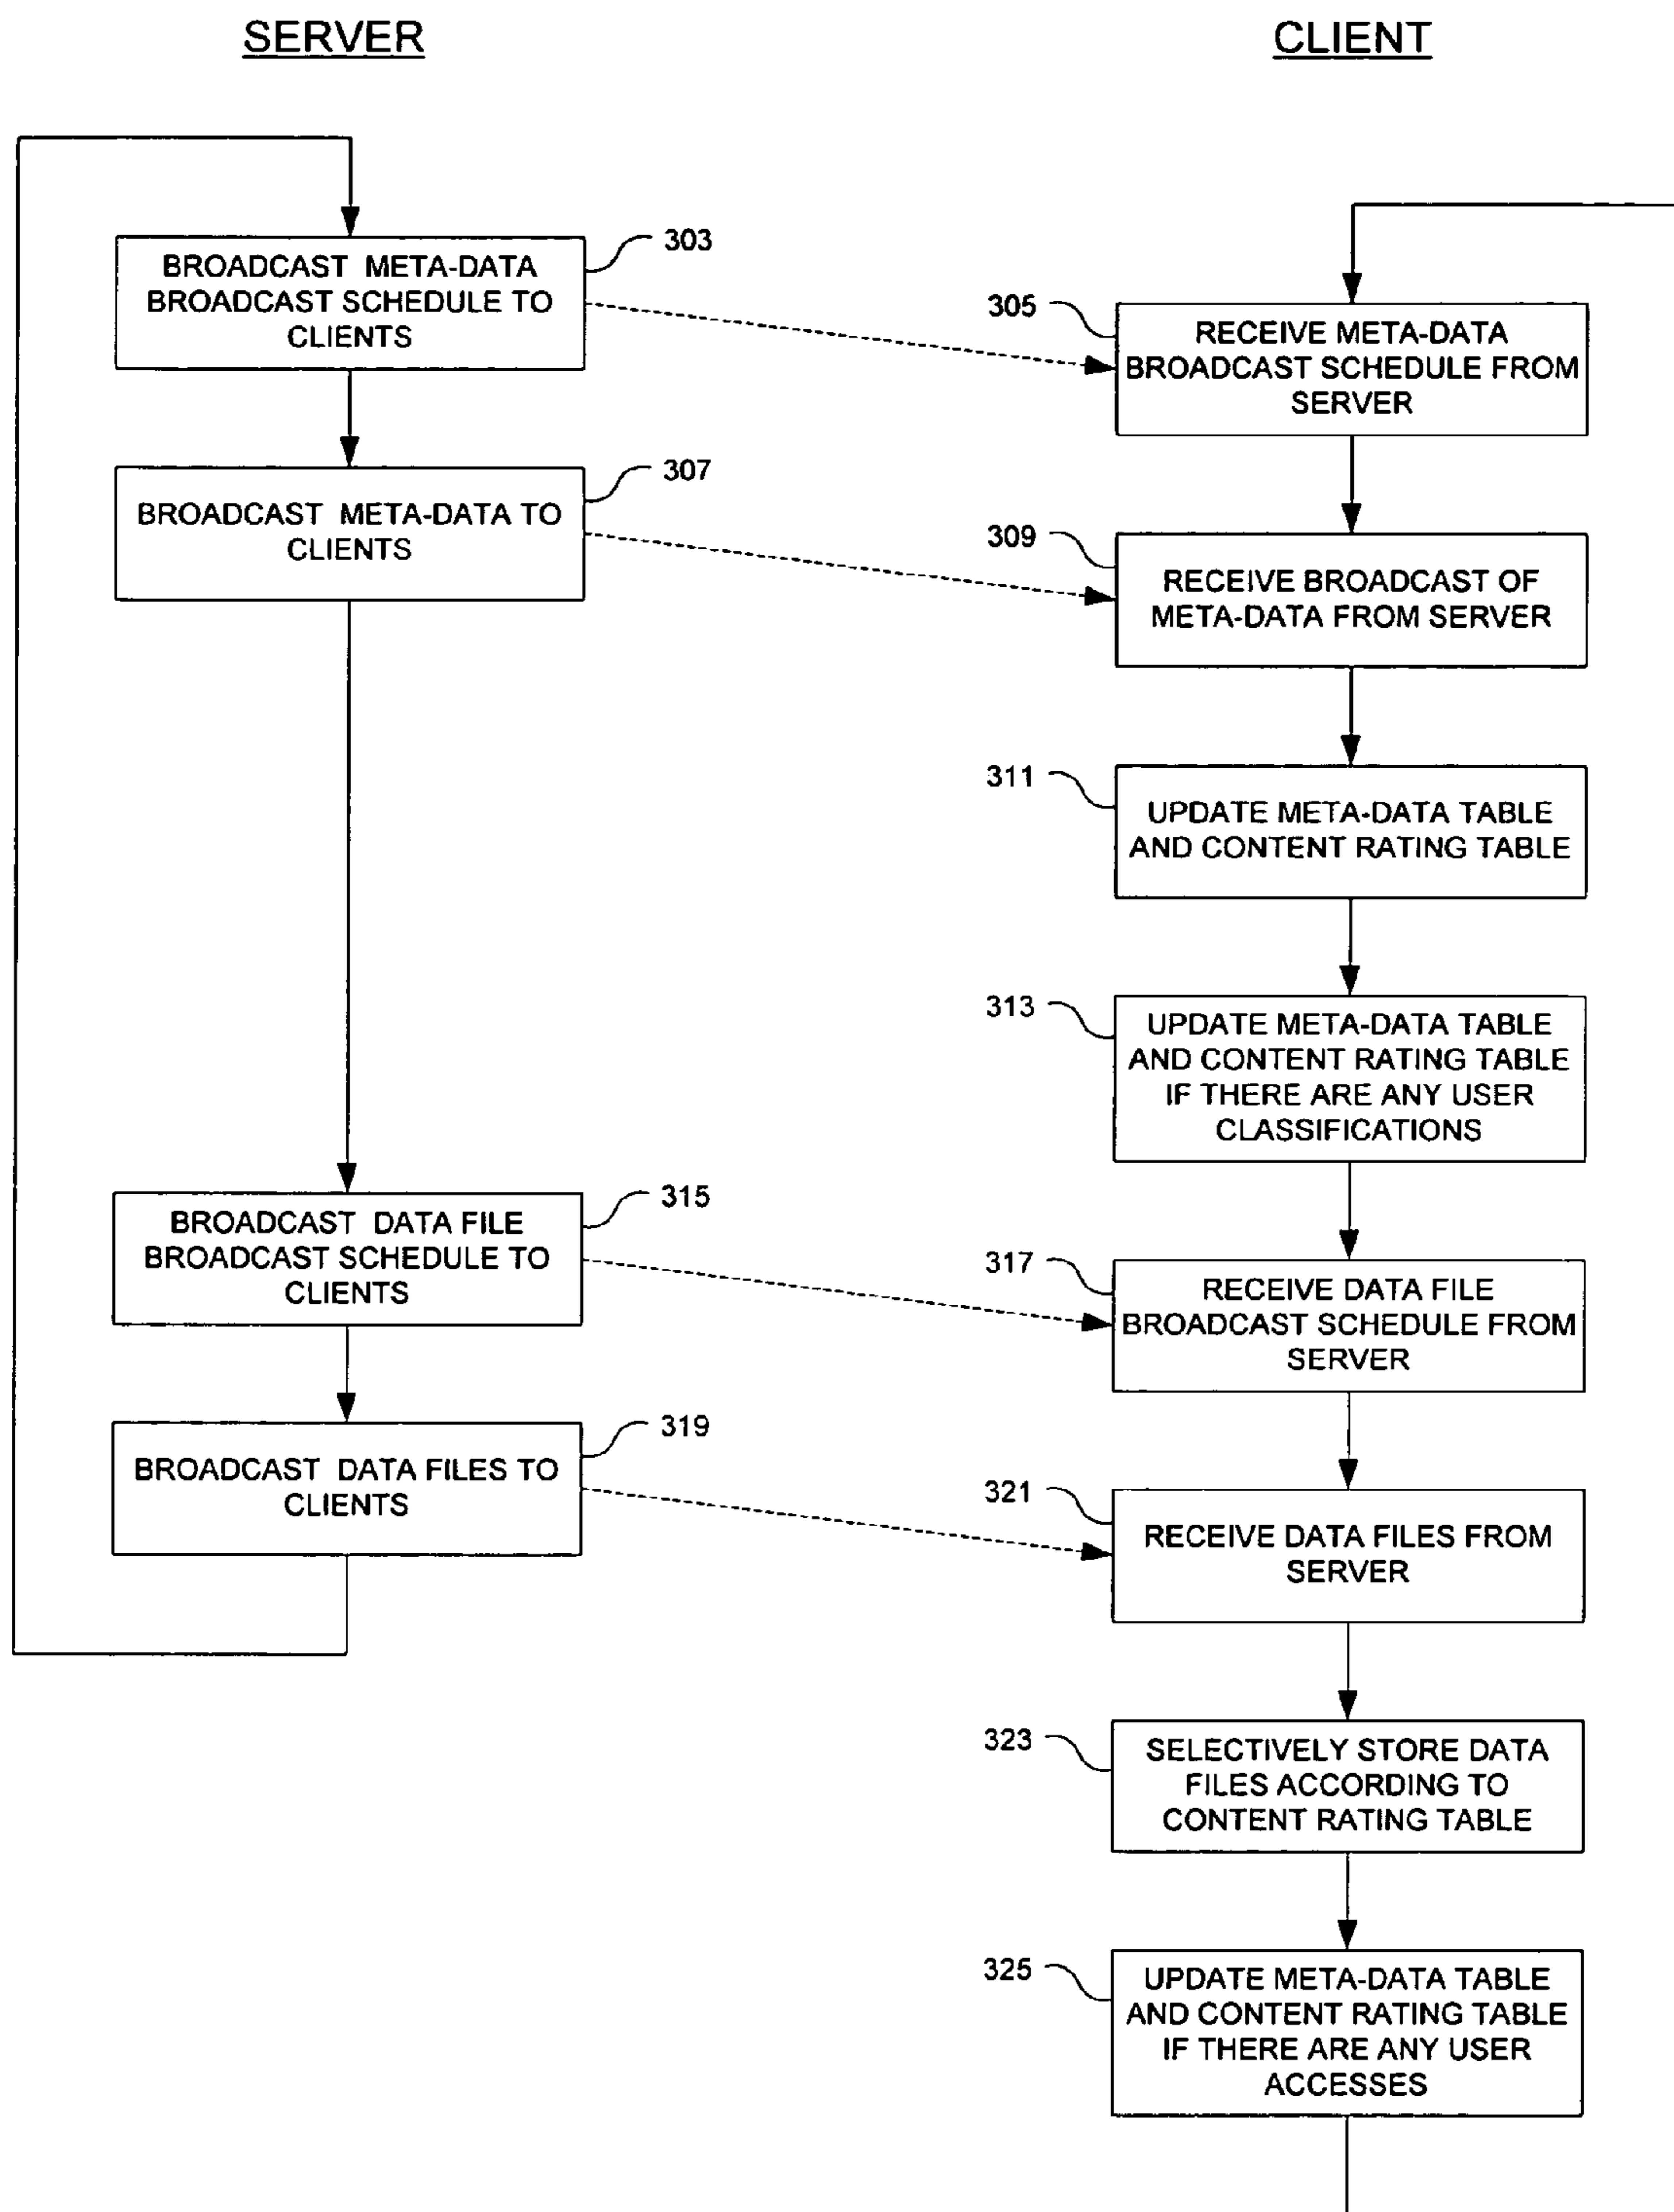 SERVER
CLIENT
303
BROADCAST META-DATA
BROADCAST SCHEDULE TO
CLIENTS
305
RECEIVE META-DATA
BROADCAST SCHEDULE FROM
SERVER
307
BROADCAST META-DATA TO
CLIENTS
309
RECEIVE BROADCAST OF
META-DATA FROM SERVER
311
UPDATE META-DATA TABLE
AND CONTENT RATING TABLE
313
UPDATE META-DATA TABLE
AND CONTENT RATING TABLE
IF THERE ARE ANY USER
CLASSIFICATIONS
315
BROADCAST DATA FILE
BROADCAST SCHEDULE TO
CLIENTS
317
RECEIVE DATA FILE
BROADCAST SCHEDULE FROM
SERVER
319
BROADCAST DATA FILES TO
CLIENTS
321
RECEIVE DATA FILES FROM
SERVER
323
SELECTIVELY STORE DATA
FILES ACCORDING TO
CONTENT RATING TABLE
325
UPDATE META-DATA TABLE
AND CONTENT RATING TABLE
IF THERE ARE ANY USER
ACCESSES